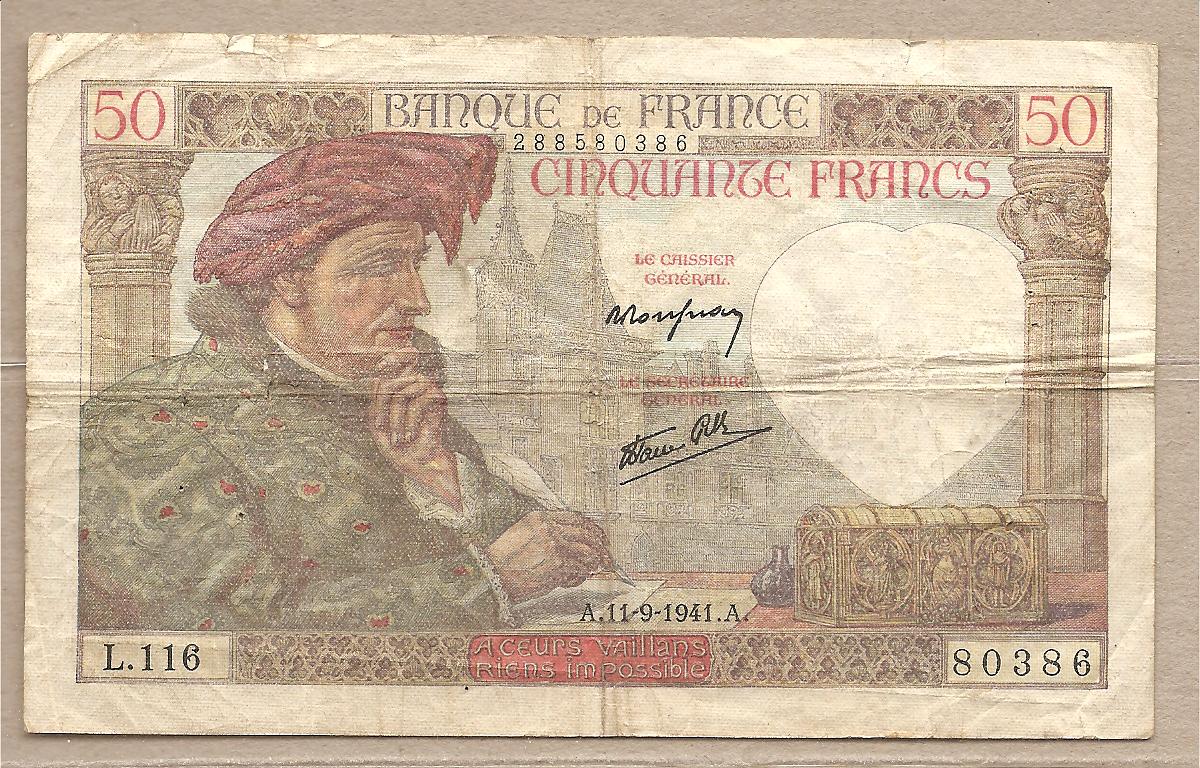 50 BANQUE DE FRANCE 50
288580386
CINQUANTE FRANCS
LE CAISSIER
GÉNÉRAL.
LE SECRÉTAIRE
GÉNÉRAL
A.11-9-1941.A.
L.116
A CEURS VAILLANS
RIENS IMPOSSIBLE
80386